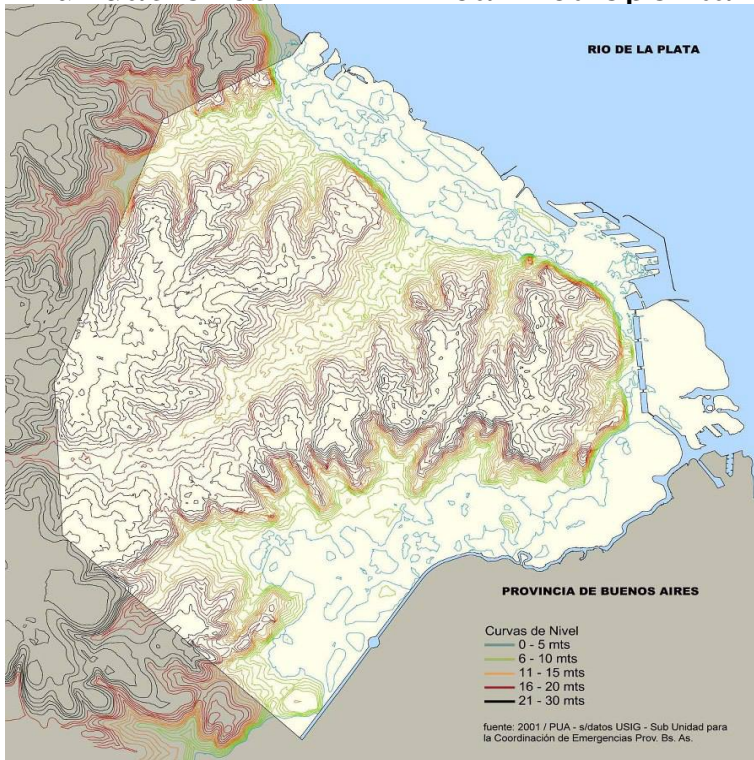 RIO DE LA PLATA
PROVINCIA DE BUENOS AIRES
Curvas de Nivel
0 - 5 mts
6 - 10 mts
11 - 15 mts
16 - 20 mts
21 - 30 mts
fuente: 2001 / PUA - s/datos USIG - Sub Unidad para
la Coordinación de Emergencias Prov. Bs. As.